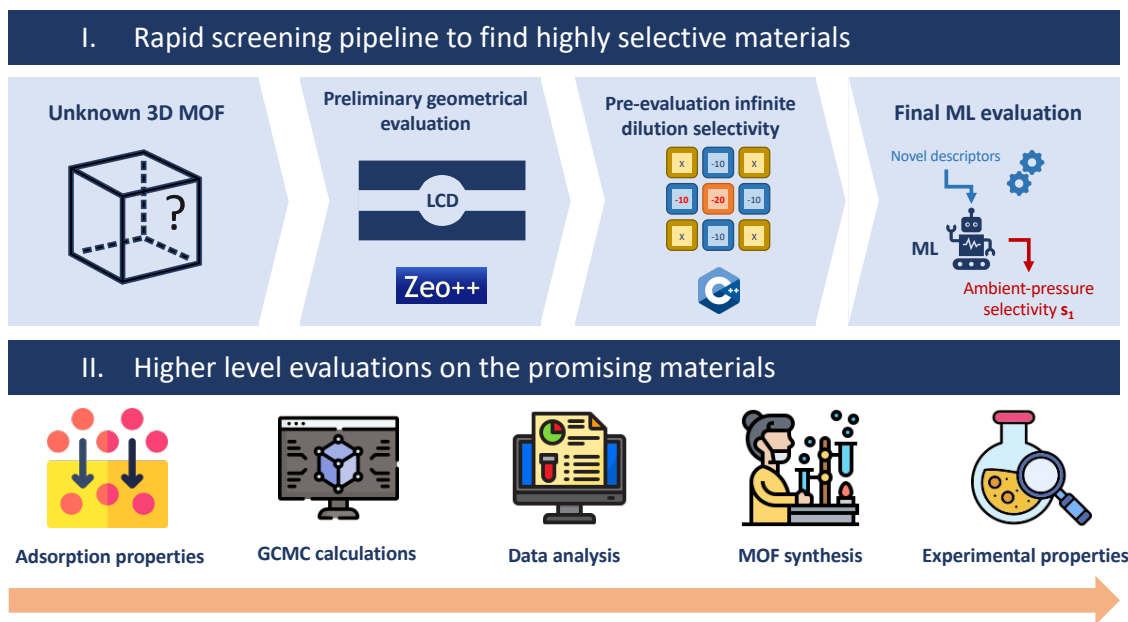 I. Rapid screening pipeline to find highly selective materials
Unknown 3D MOF
?
Preliminary geometrical
evaluation
LCD
Zeo++
Pre-evaluation infinite
dilution selectivity
X -10 X
-10 -20 -10
X -10 X
C++
Final ML evaluation
Novel descriptors
ML
Ambient-pressure
selectivity s₁
II. Higher level evaluations on the promising materials
Adsorption properties
GCMC calculations
Data analysis
MOF synthesis
Experimental properties